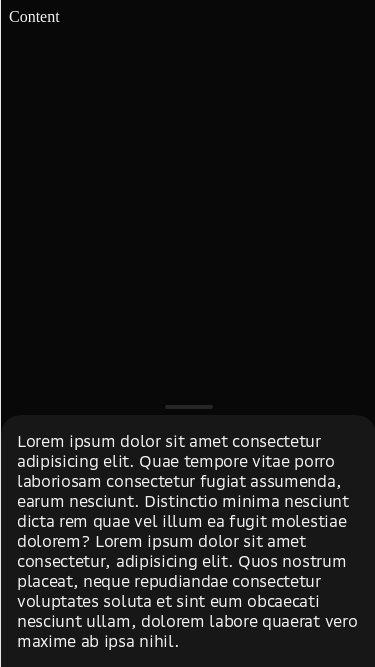 Content
Lorem ipsum dolor sit amet consectetur
adipisicing elit. Quae tempore vitae porro
laboriosam consectetur fugiat assumenda,
earum nesciunt. Distinctio minima nesciunt
dicta rem quae vel illum ea fugit molestiae
dolorem? Lorem ipsum dolor sit amet
consectetur, adipisicing elit. Quos nostrum
placeat, neque repudiandae consectetur
voluptates soluta et sint eum obcaecati
nesciunt ullam, dolorem labore quaerat vero
maxime ab ipsa nihil.